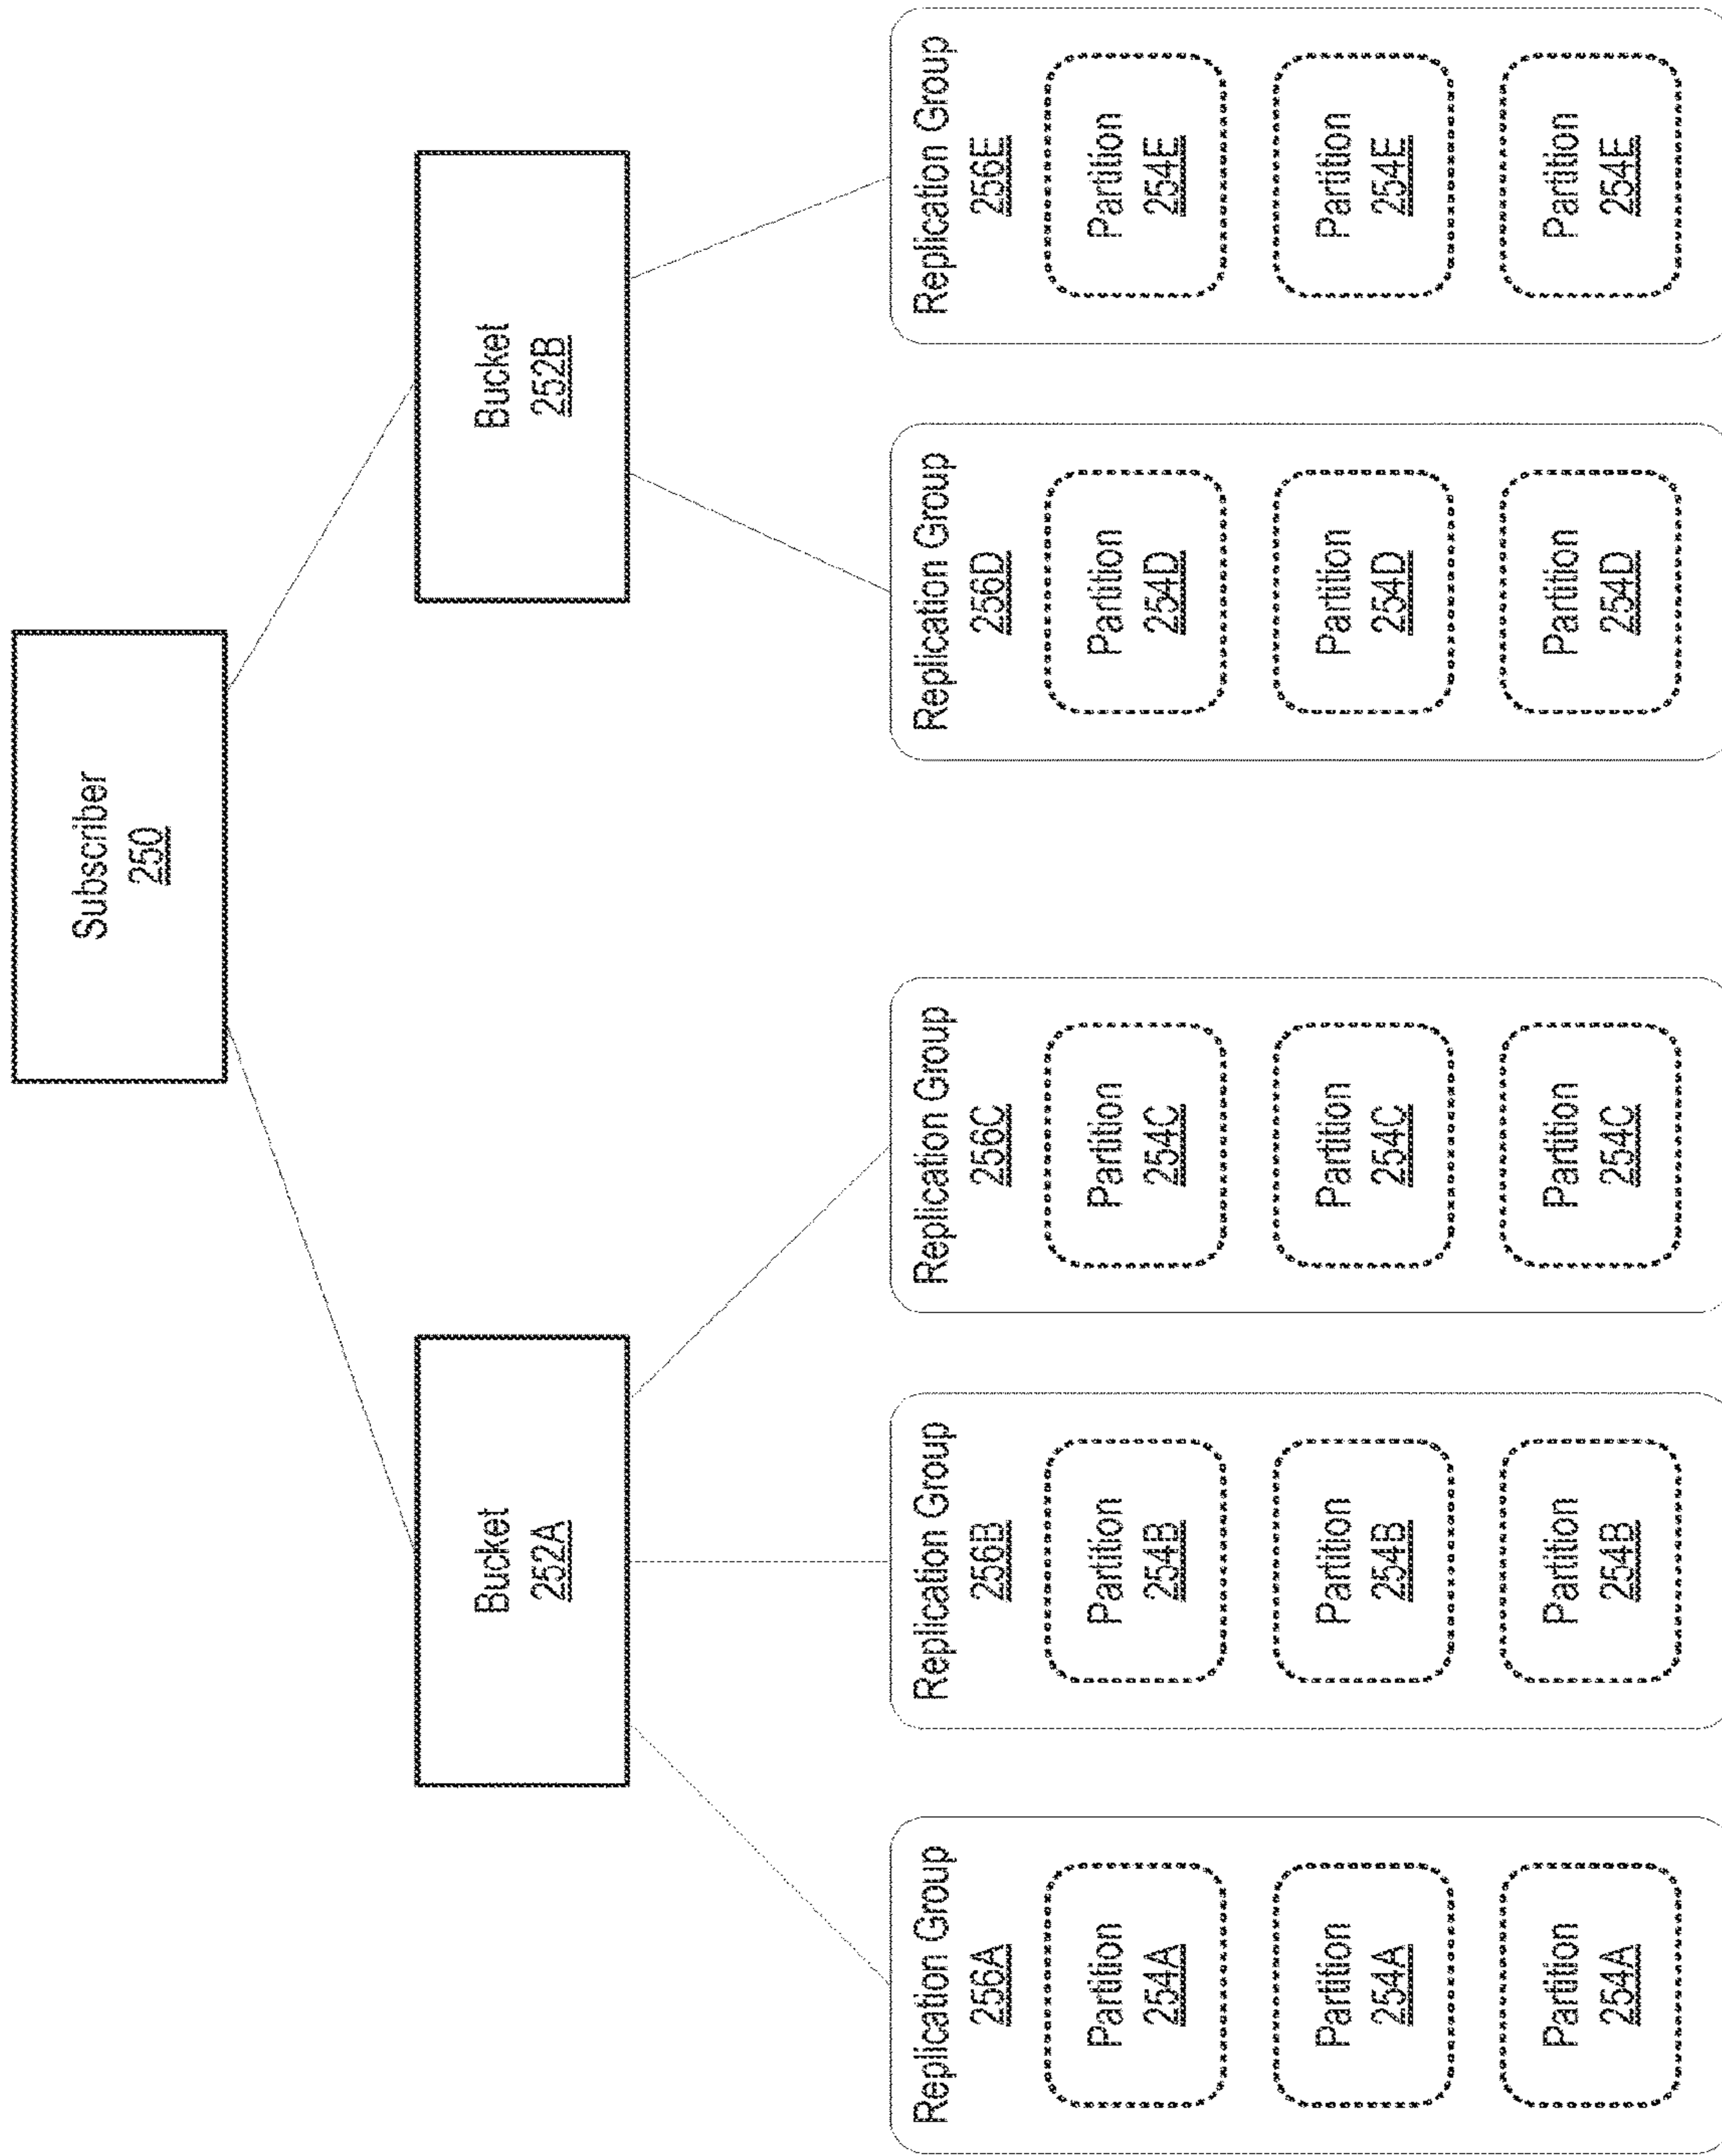 Subscriber
250
Bucket
252A
Bucket
252B
Replication Group
256A
Partition
254A
Partition
254A
Partition
254A
Replication Group
256B
Partition
254B
Partition
254B
Partition
254B
Replication Group
256C
Partition
254C
Partition
254C
Partition
254C
Replication Group
256D
Partition
254D
Partition
254D
Partition
254D
Replication Group
256E
Partition
254E
Partition
254E
Partition
254E